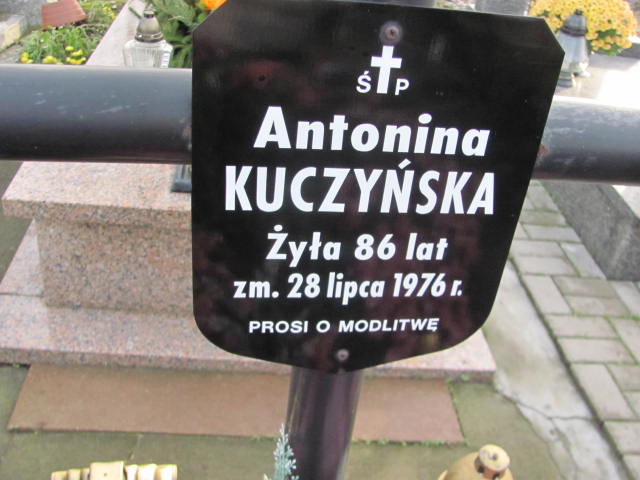 Ś P
Antonina
KUCZYŃSKA
Żyła 86 lat
zm. 28 lipca 1976 r.
PROSI O MODLITWĘ